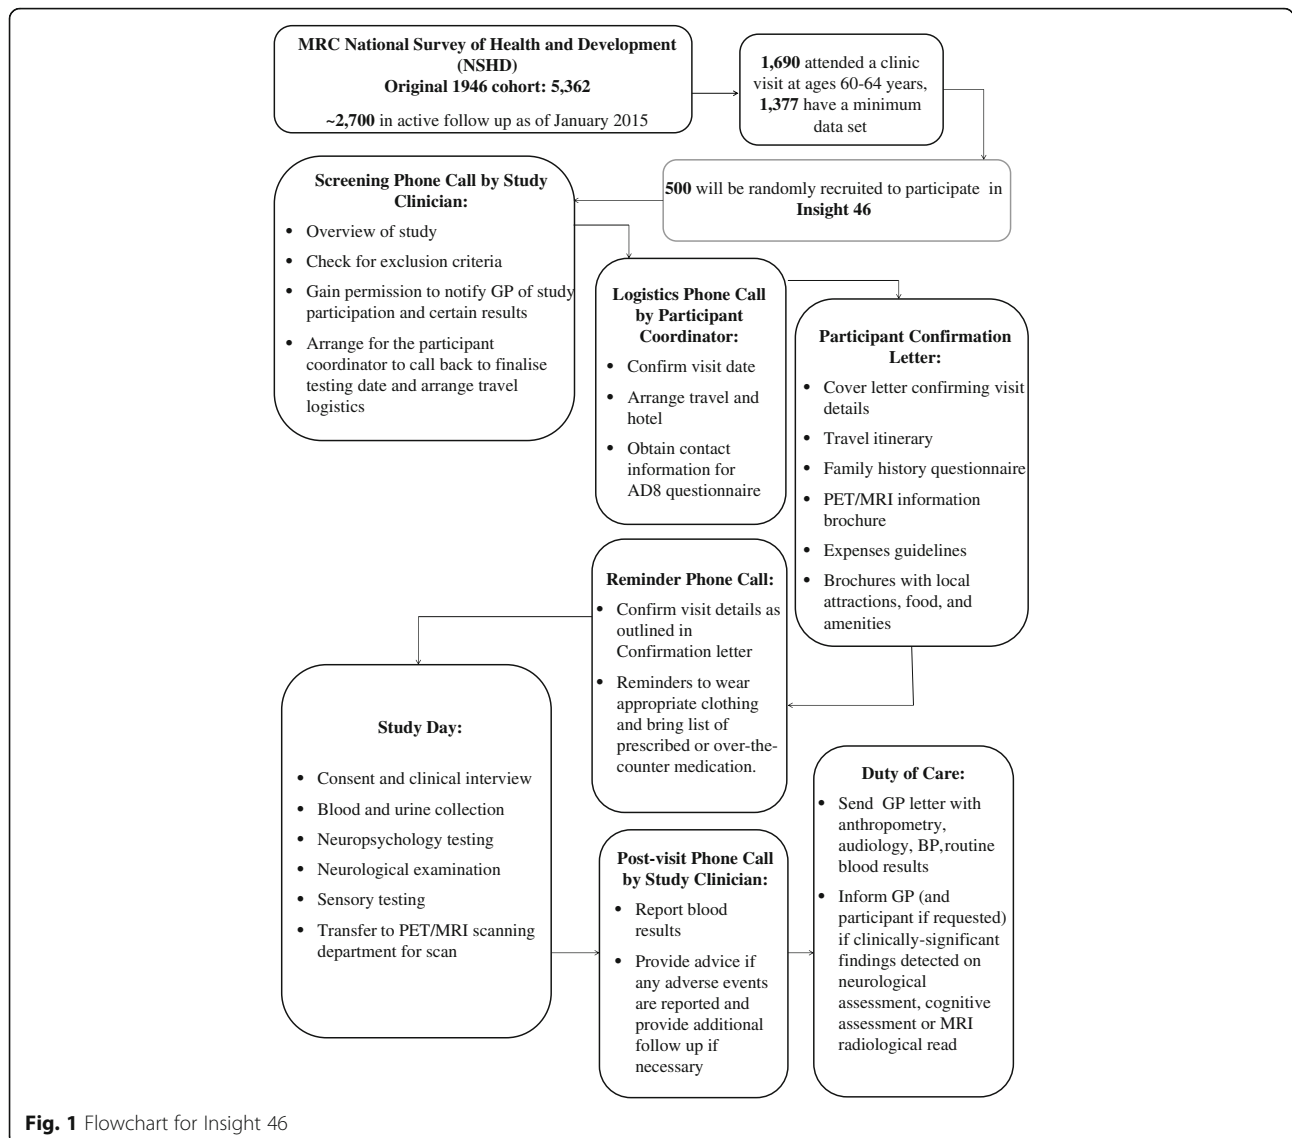 MRC National Survey of Health and Development
(NSHD)
Original 1946 cohort: 5,362
~2,700 in active follow up as of January 2015
1,690 attended a clinic
visit at ages 60-64 years,
1,377 have a minimum
data set
500 will be randomly recruited to participate in
Insight 46
Screening Phone Call by Study
Clinician:
• Overview of study
• Check for exclusion criteria
• Gain permission to notify GP of study
participation and certain results
• Arrange for the participant
coordinator to call back to finalise
testing date and arrange travel
logistics
Logistics Phone Call
by Participant
Coordinator:
• Confirm visit date
• Arrange travel and
hotel
• Obtain contact
information for
AD8 questionnaire
Participant Confirmation
Letter:
• Cover letter confirming visit
details
• Travel itinerary
• Family history questionnaire
• PET/MRI information
brochure
• Expenses guidelines
• Brochures with local
attractions, food, and
amenities
Reminder Phone Call:
• Confirm visit details as
outlined in
Confirmation letter
• Reminders to wear
appropriate clothing
and bring list of
prescribed or over-the-
counter medication.
Study Day:
• Consent and clinical interview
• Blood and urine collection
• Neuropsychology testing
• Neurological examination
• Sensory testing
• Transfer to PET/MRI scanning
department for scan
Post-visit Phone Call
by Study Clinician:
• Report blood
results
• Provide advice if
any adverse events
are reported and
provide additional
follow up if
necessary
Duty of Care:
• Send GP letter with
anthropometry,
audiology, BP, routine
blood results
• Inform GP (and
participant if requested)
if clinically-significant
findings detected on
neurological
assessment, cognitive
assessment or MRI
radiological read
Fig. 1 Flowchart for Insight 46